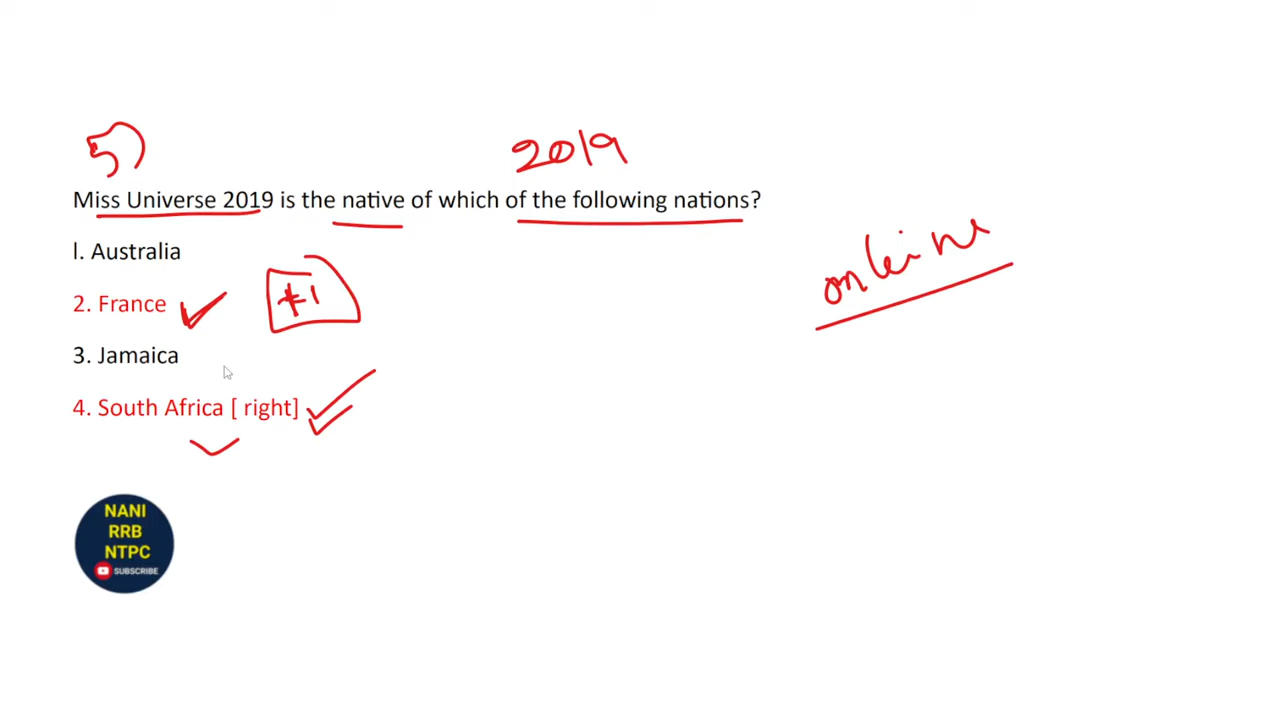 5)
2019
Miss Universe 2019 is the native of which of the following nations?
l. Australia
2. France
+1
3. Jamaica
4. South Africa [ right]
NANI
RRB
NTPC
SUBSCRIBE